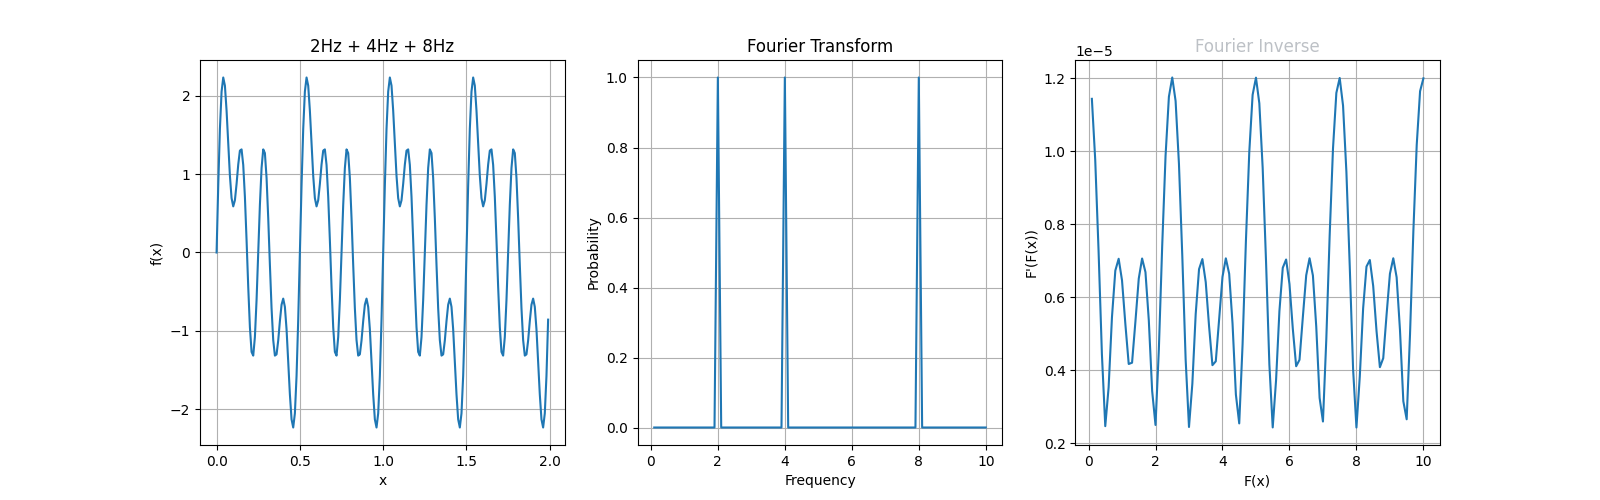 2Hz + 4Hz + 8Hz
f(x)
2
1
0
−1
−2
0.0 0.5 1.0 1.5 2.0
x
Fourier Transform
Probability
1.0
0.8
0.6
0.4
0.2
0.0
0 2 4 6 8 10
Frequency
Fourier Inverse
1e−5
F'(F(x))
1.2
1.0
0.8
0.6
0.4
0.2
0 2 4 6 8 10
F(x)